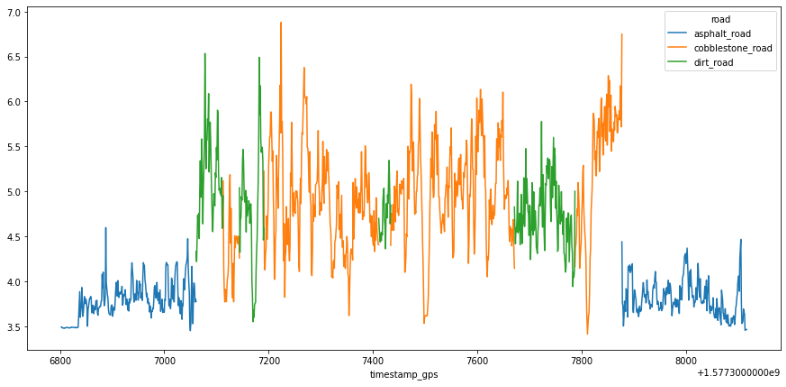 road
asphalt_road
cobblestone_road
dirt_road
7.0
6.5
6.0
5.5
5.0
4.5
4.0
3.5
6800 7000 7200 7400 7600 7800 8000
timestamp_gps
+1.5773000000e9